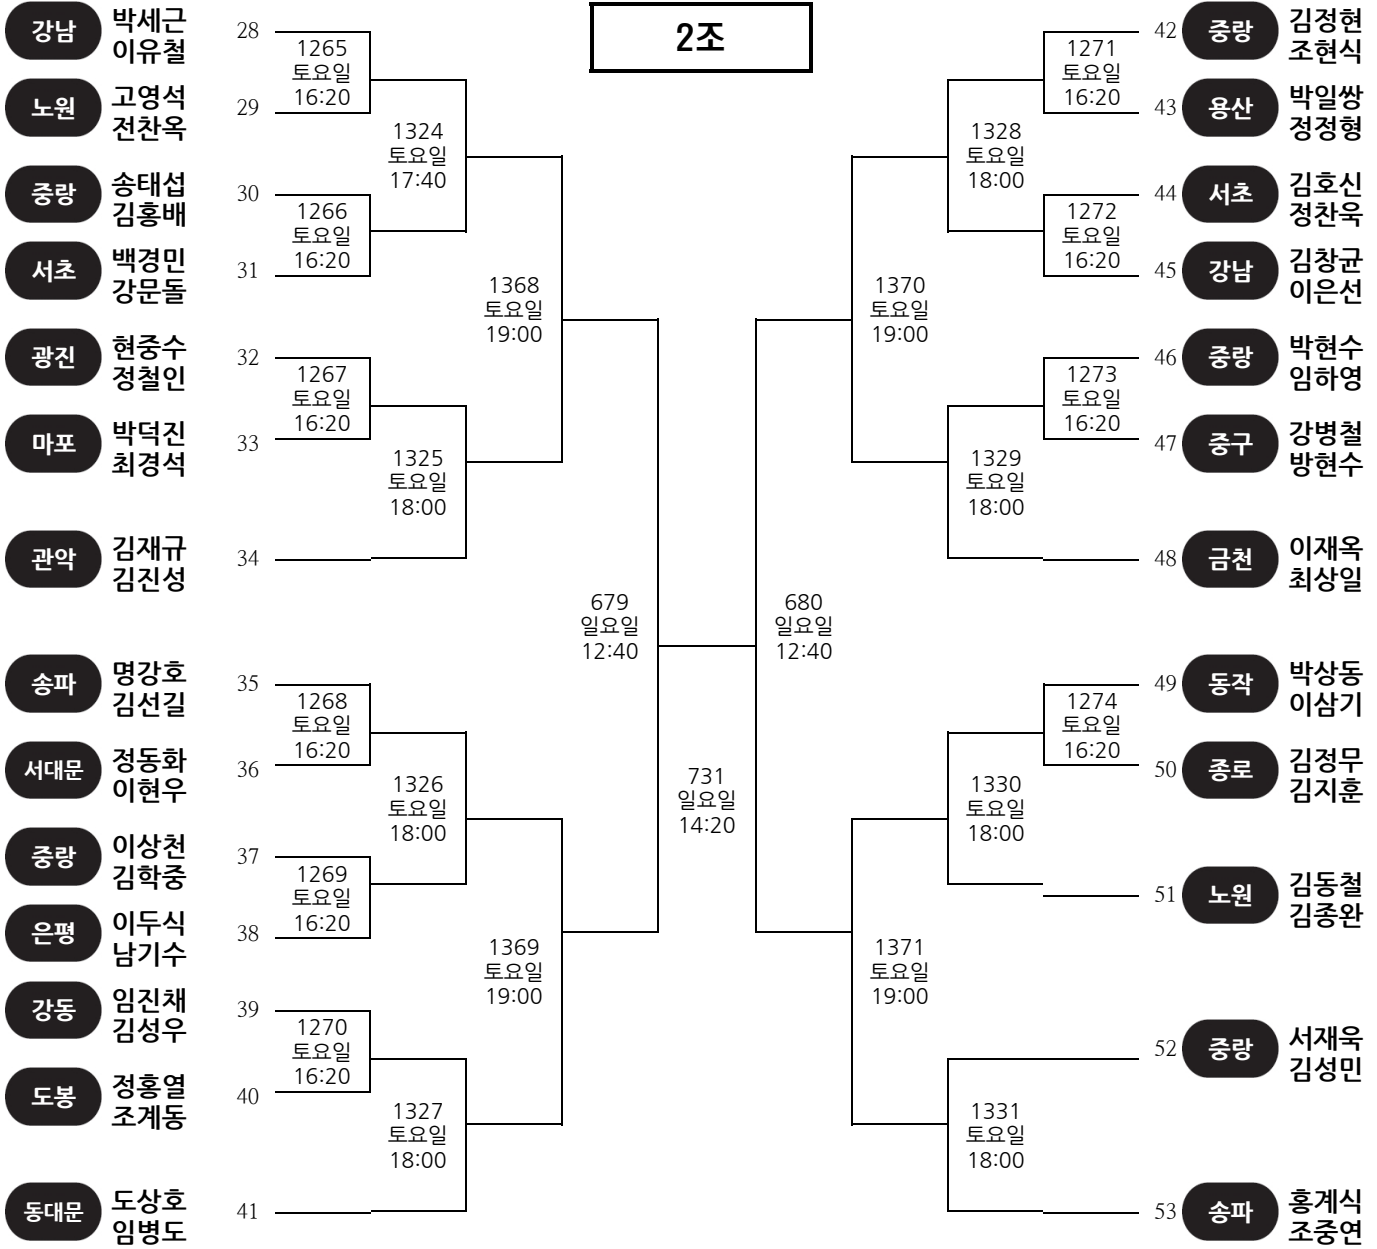 2조
강남
박세근
이유철
28
1265
토요일
16:20
노원
고영석
전찬옥
29
1324
토요일
17:40
중랑
송태섭
김홍배
30
1266
토요일
16:20
서초
백경민
강문돌
31
1368
토요일
19:00
광진
현중수
정철인
32
1267
토요일
16:20
마포
박덕진
최경석
33
1325
토요일
18:00
관악
김재규
김진성
34
679
일요일
12:40
송파
명강호
김선길
35
1268
토요일
16:20
서대문
정동화
이현우
36
1326
토요일
18:00
중랑
이상천
김학중
37
1269
토요일
16:20
은평
이두식
남기수
38
1369
토요일
19:00
강동
임진채
김성우
39
1270
토요일
16:20
도봉
정홍열
조계동
40
1327
토요일
18:00
동대문
도상호
임병도
41
731
일요일
14:20
42
중랑
김정현
조현식
1271
토요일
16:20
43
용산
박일쌍
정정형
1328
토요일
18:00
44
서초
김호신
정찬욱
1272
토요일
16:20
45
강남
김창균
이은선
1370
토요일
19:00
46
중랑
박현수
임하영
1273
토요일
16:20
47
중구
강병철
방현수
1329
토요일
18:00
48
금천
이재옥
최상일
680
일요일
12:40
49
동작
박상동
이삼기
1274
토요일
16:20
50
종로
김정무
김지훈
1330
토요일
18:00
51
노원
김동철
김종완
1371
토요일
19:00
52
중랑
서재욱
김성민
1331
토요일
18:00
53
송파
홍계식
조중연